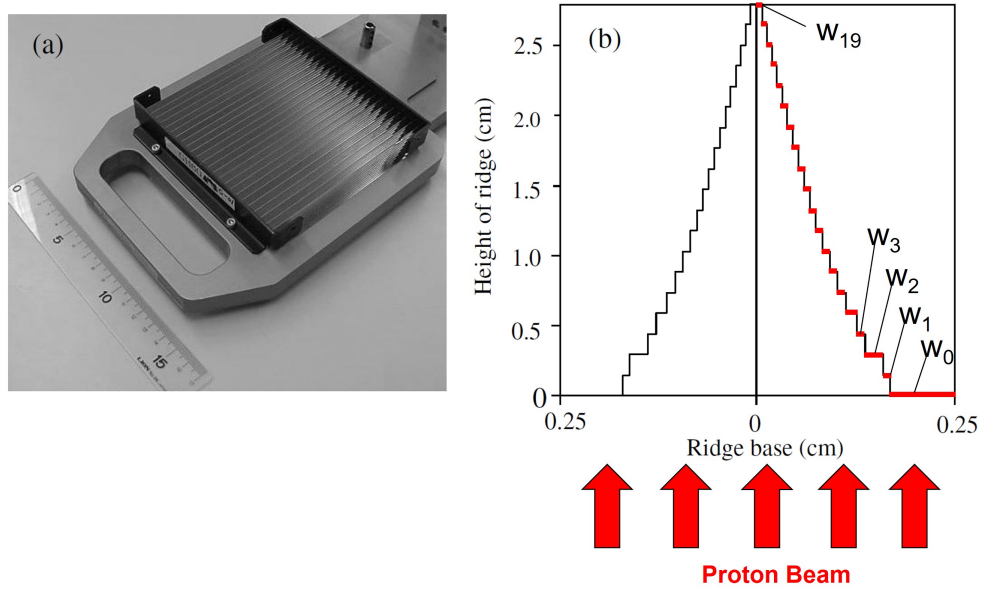 (a)
0
5
10
15
(b)
Height of ridge (cm)
2.5
2.0
1.5
1.0
0.5
0
w19
w3
w2
w1
w0
0.25
0
0.25
Ridge base (cm)
Proton Beam